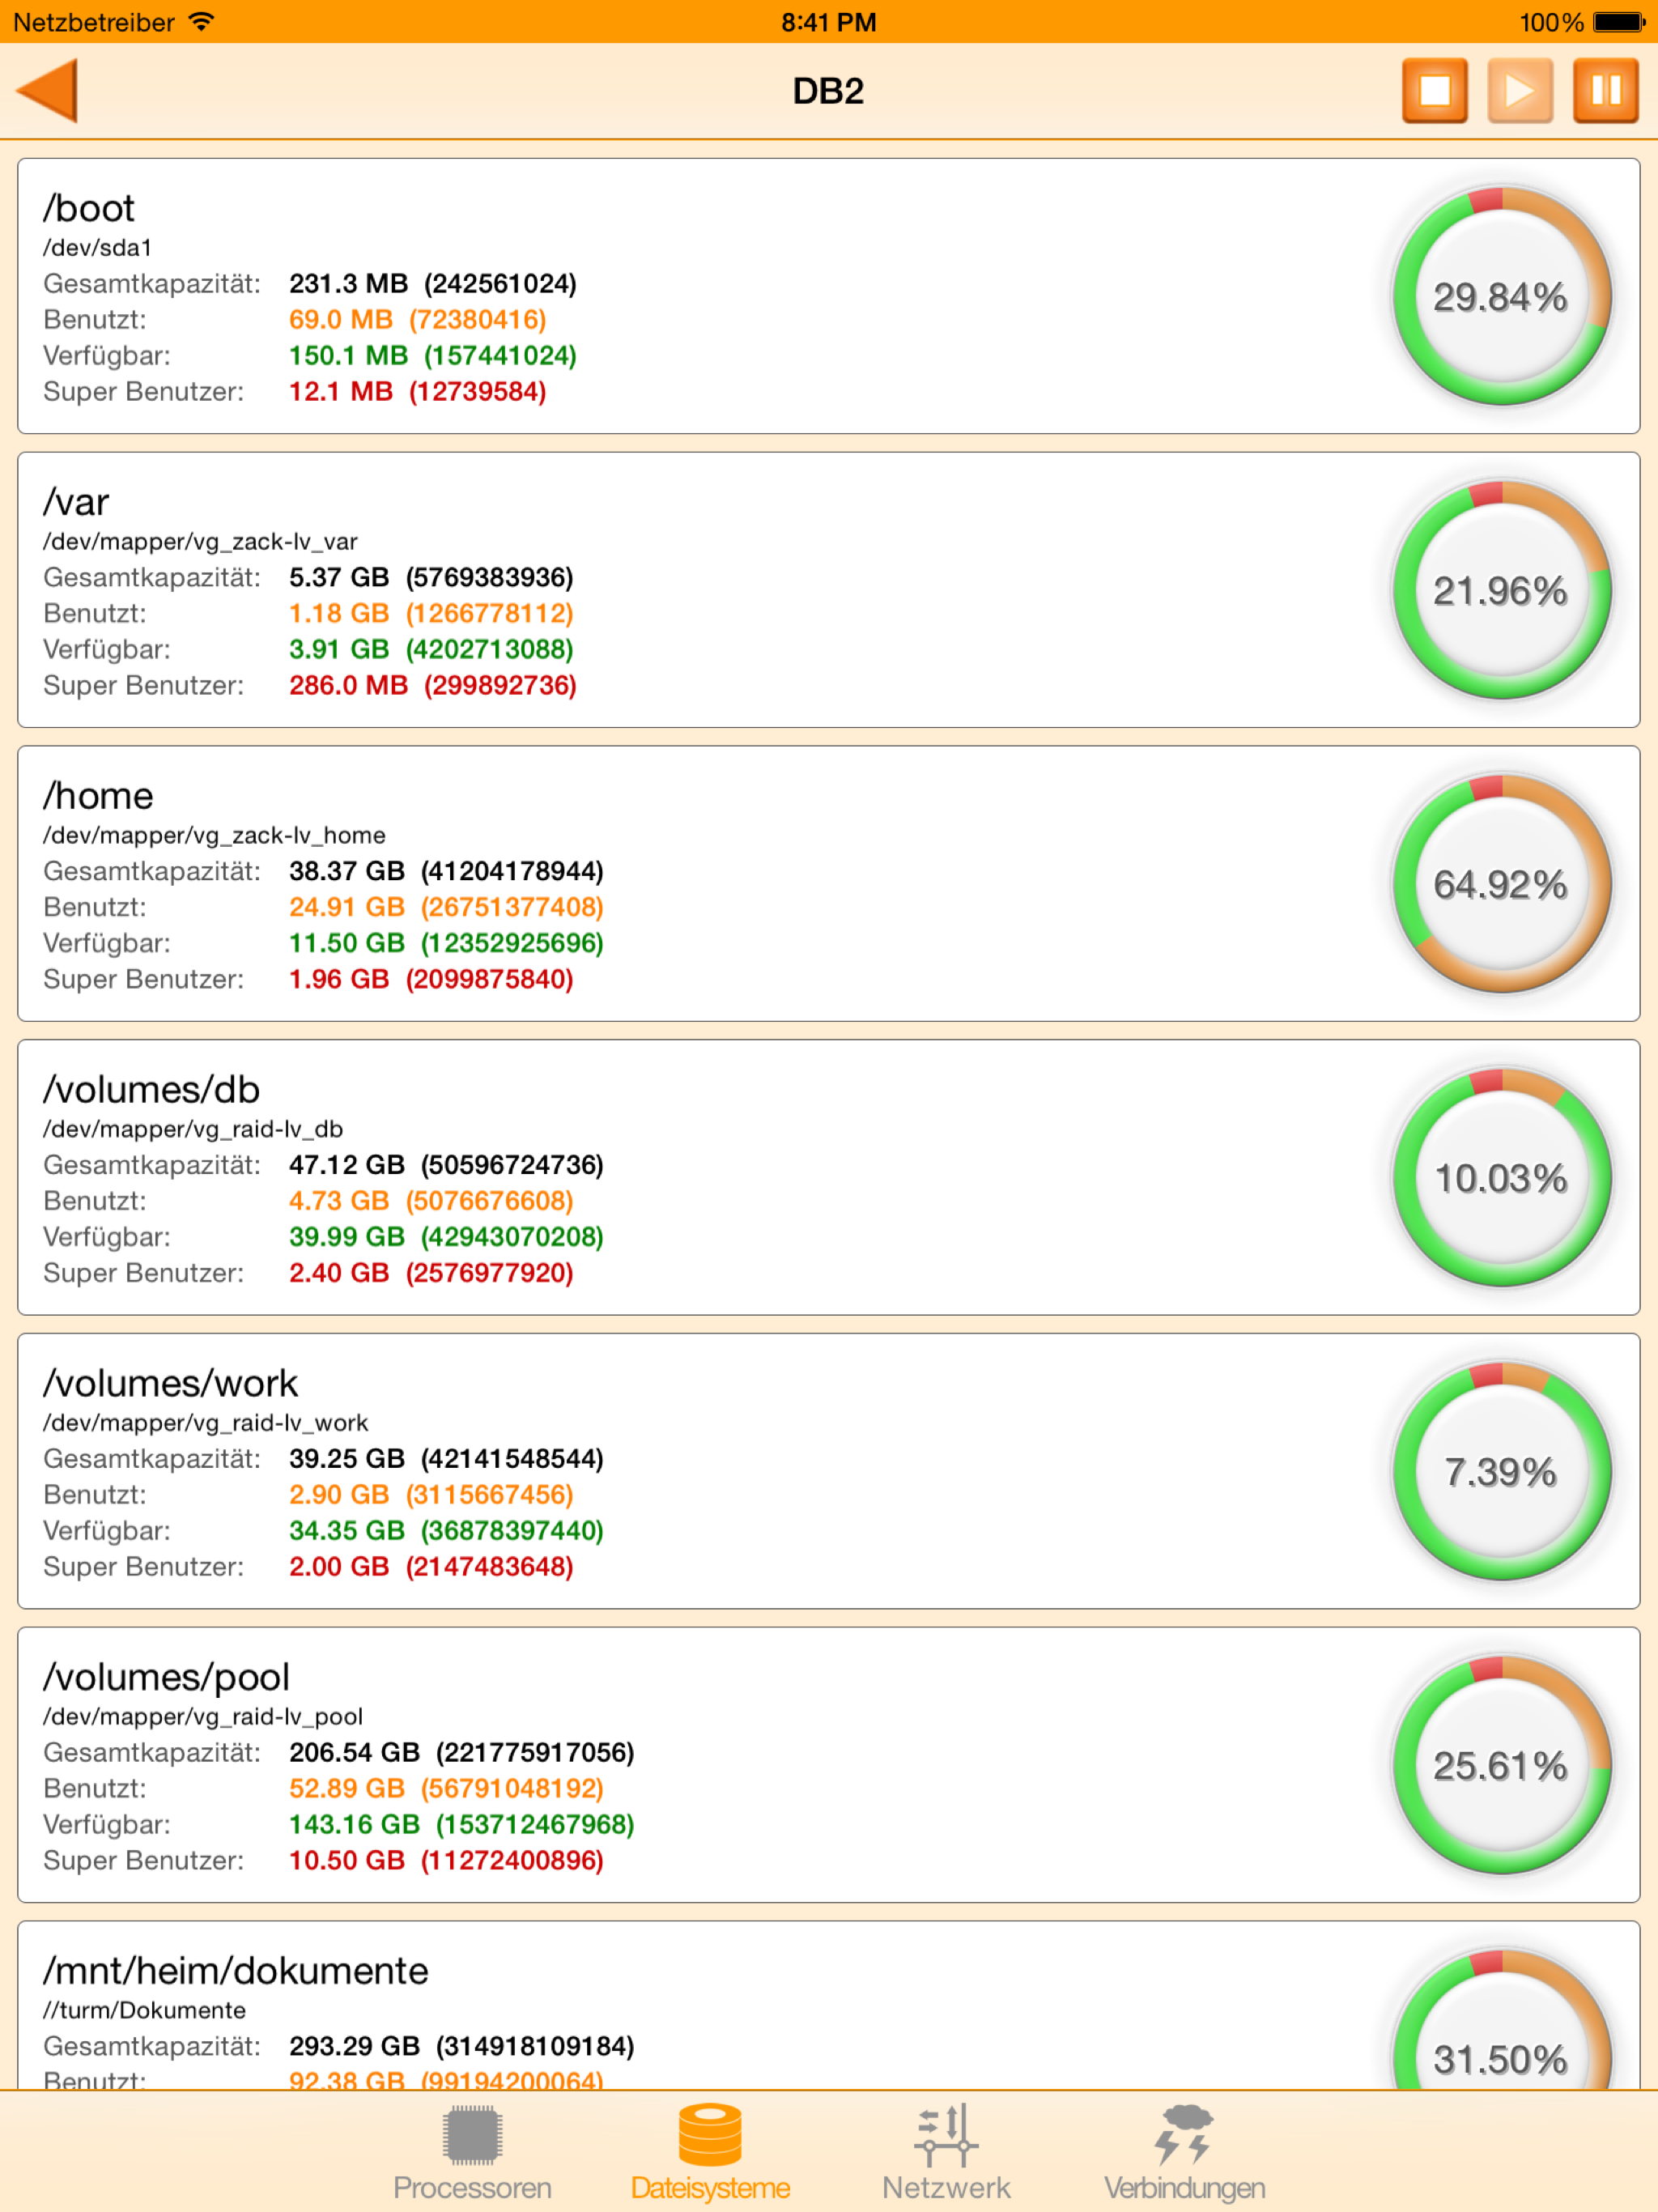 Netzbetreiber 8:41 PM 100%
DB2
/boot
/dev/sda1
Gesamtkapazität: 231.3 MB (242561024)
Benutzt: 69.0 MB (72380416)
Verfügbar: 150.1 MB (157441024)
Super Benutzer: 12.1 MB (12739584)
29.84%
/var
/dev/mapper/vg_zack-lv_var
Gesamtkapazität: 5.37 GB (5769383936)
Benutzt: 1.18 GB (1266778112)
Verfügbar: 3.91 GB (4202713088)
Super Benutzer: 286.0 MB (299892736)
21.96%
/home
/dev/mapper/vg_zack-lv_home
Gesamtkapazität: 38.37 GB (41204178944)
Benutzt: 24.91 GB (26751377408)
Verfügbar: 11.50 GB (12352925696)
Super Benutzer: 1.96 GB (2099875840)
64.92%
/volumes/db
/dev/mapper/vg_raid-lv_db
Gesamtkapazität: 47.12 GB (50596724736)
Benutzt: 4.73 GB (5076676608)
Verfügbar: 39.99 GB (42943070208)
Super Benutzer: 2.40 GB (2576977920)
10.03%
/volumes/work
/dev/mapper/vg_raid-lv_work
Gesamtkapazität: 39.25 GB (42141548544)
Benutzt: 2.90 GB (3115667456)
Verfügbar: 34.35 GB (36878397440)
Super Benutzer: 2.00 GB (2147483648)
7.39%
/volumes/pool
/dev/mapper/vg_raid-lv_pool
Gesamtkapazität: 206.54 GB (221775917056)
Benutzt: 52.89 GB (56791048192)
Verfügbar: 143.16 GB (153712467968)
Super Benutzer: 10.50 GB (11272400896)
25.61%
/mnt/heim/dokumente
//turm/Dokumente
Gesamtkapazität: 293.29 GB (314918109184)
Benutzt: 92.38 GB (99194200064)
31.50%
Processoren Dateisysteme Netzwerk Verbindungen